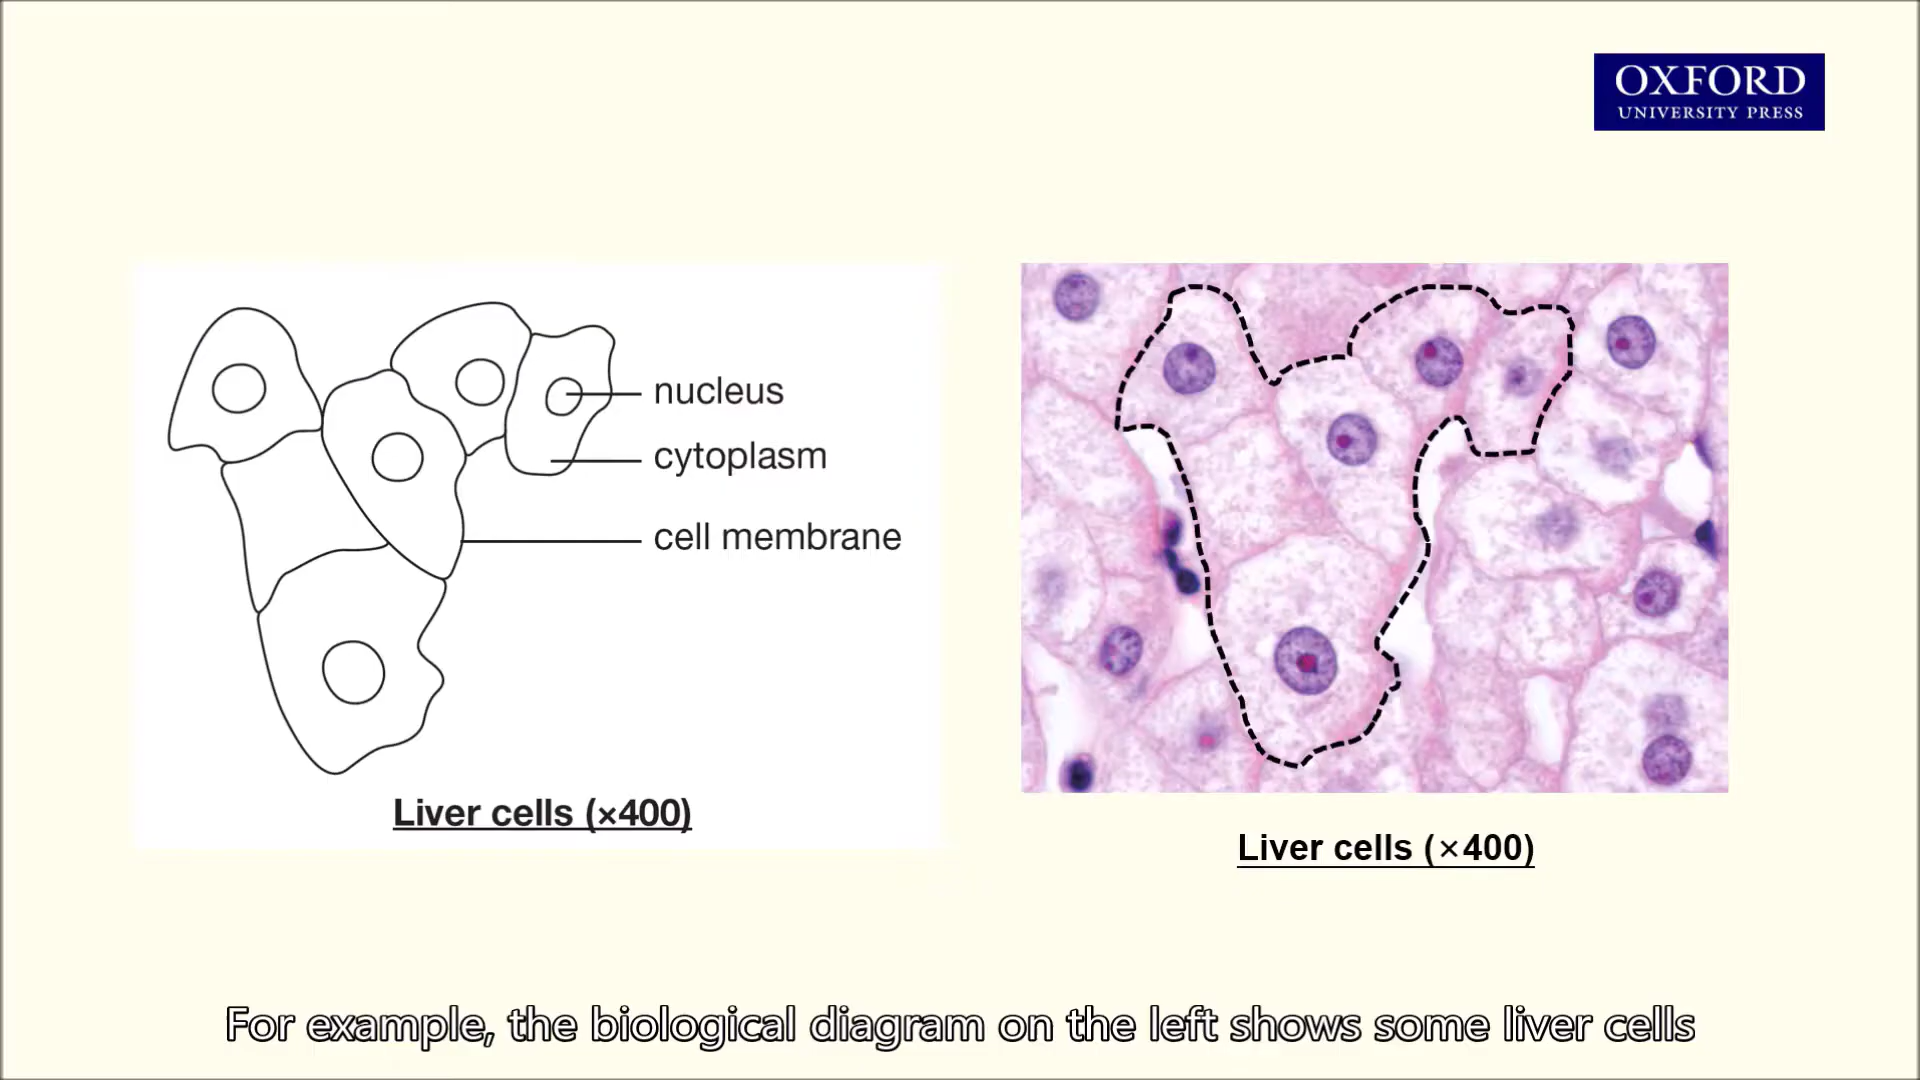 OXFORD
UNIVERSITY PRESS
nucleus
cytoplasm
cell membrane
Liver cells (×400)
Liver cells (×400)
For example, the biological diagram on the left shows some liver cells